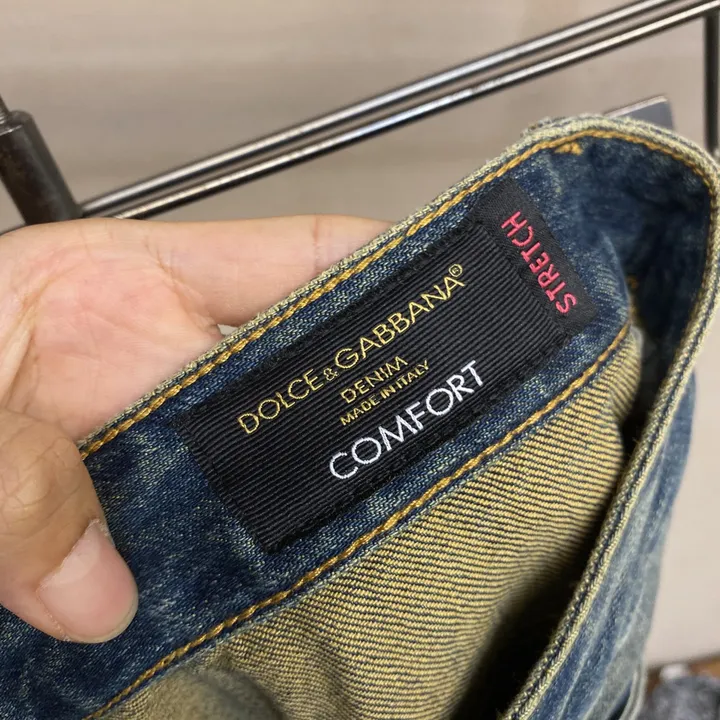 DOLCE&GABBANA®
DENIM
MADE IN ITALY
COMFORT
STRETCH